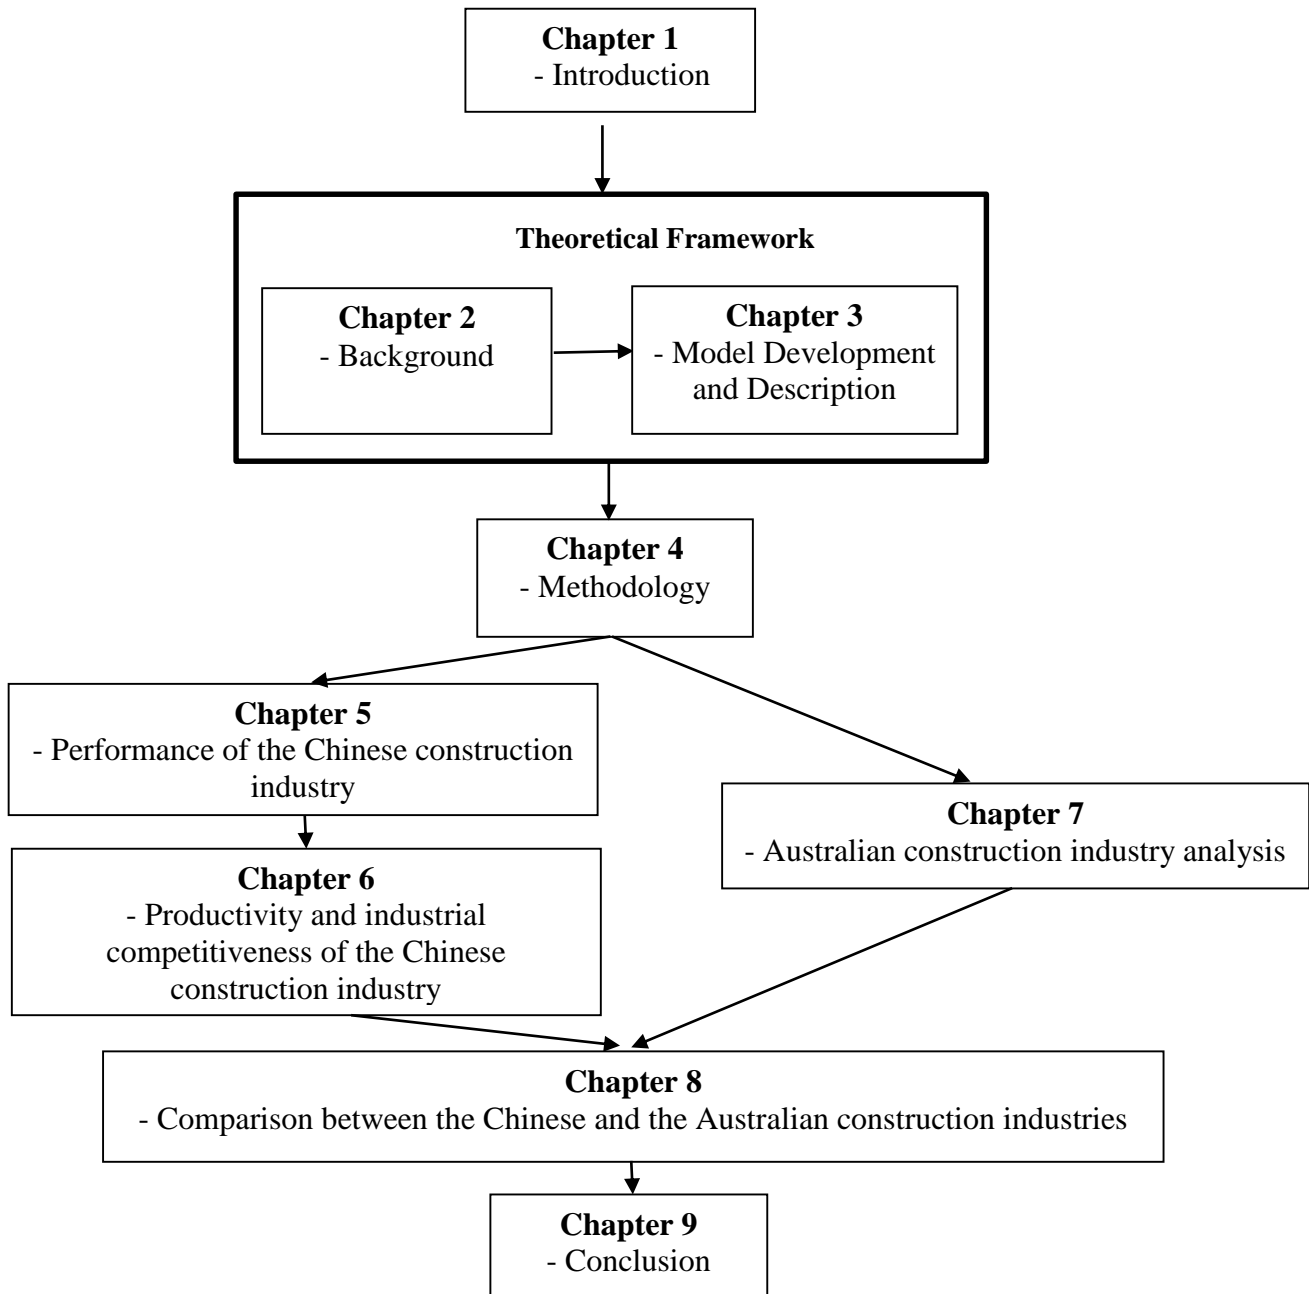 Chapter 1
- Introduction
Theoretical Framework
Chapter 2
- Background
Chapter 3
- Model Development
and Description
Chapter 4
- Methodology
Chapter 5
- Performance of the Chinese construction
industry
Chapter 6
- Productivity and industrial
competitiveness of the Chinese
construction industry
Chapter 7
- Australian construction industry analysis
Chapter 8
- Comparison between the Chinese and the Australian construction industries
Chapter 9
- Conclusion